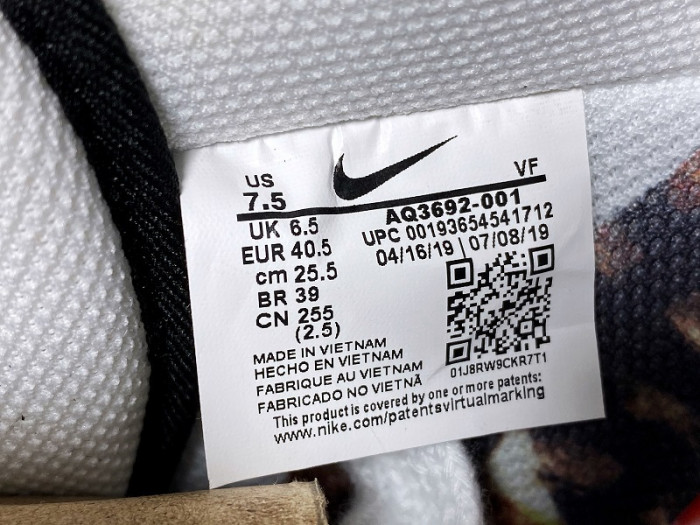 US
7.5
VF
AQ3692-001
UPC 00193654541712
04/16/19 | 07/08/19
UK 6.5
EUR 40.5
cm 25.5
BR 39
CN 255
(2.5)
01J8RW9CKR7T1
MADE IN VIETNAM
HECHO EN VIETNAM
FABRIQUE AU VIETNAM
FABRICADO NO VIETNÃ
This product is covered by one or more patents:
www.nike.com/patentsvirtualmarking